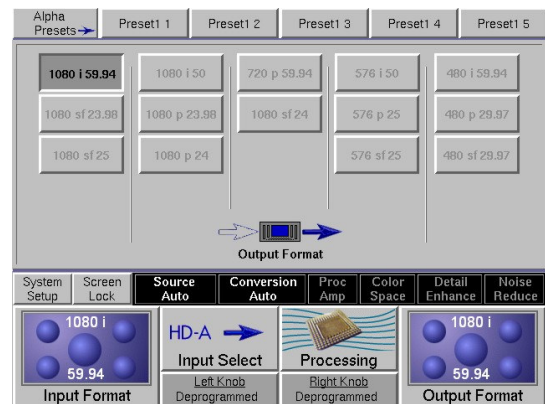 Alpha
Presets
Preset1 1
Preset1 2
Preset1 3
Preset1 4
Preset1 5
1080 i 59.94
1080 i 50
720 p 59.94
576 i 50
480 i 59.94
1080 sf 23.98
1080 p 23.98
1080 sf 24
576 p 25
480 p 29.97
1080 sf 25
1080 p 24
576 sf 25
480 sf 29.97
Output Format
System
Setup
Screen
Lock
Source
Auto
Conversion
Auto
Proc
Amp
Color
Space
Detail
Enhance
Noise
Reduce
1080 i
59.94
Input Format
HD-A
Input Select
Left Knob
Deprogrammed
Processing
Right Knob
Deprogrammed
1080 i
59.94
Output Format